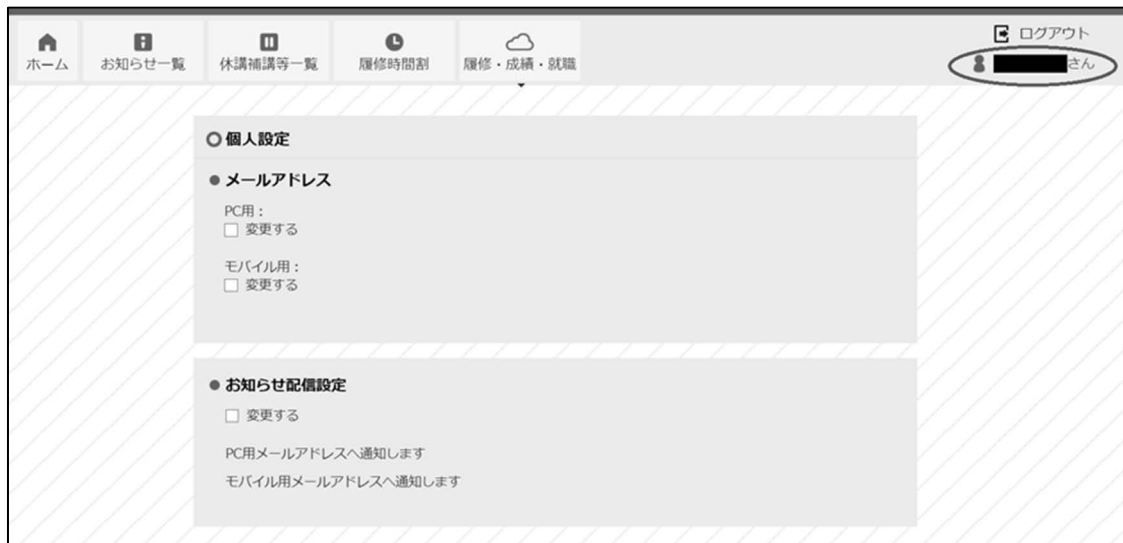 ログアウト
ホーム お知らせ一覧 休講補講等一覧 履修時間割 履修・成績・就職
さん
個人設定
メールアドレス
PC用：
変更する
モバイル用：
変更する
お知らせ配信設定
変更する
PC用メールアドレスへ通知します
モバイル用メールアドレスへ通知します